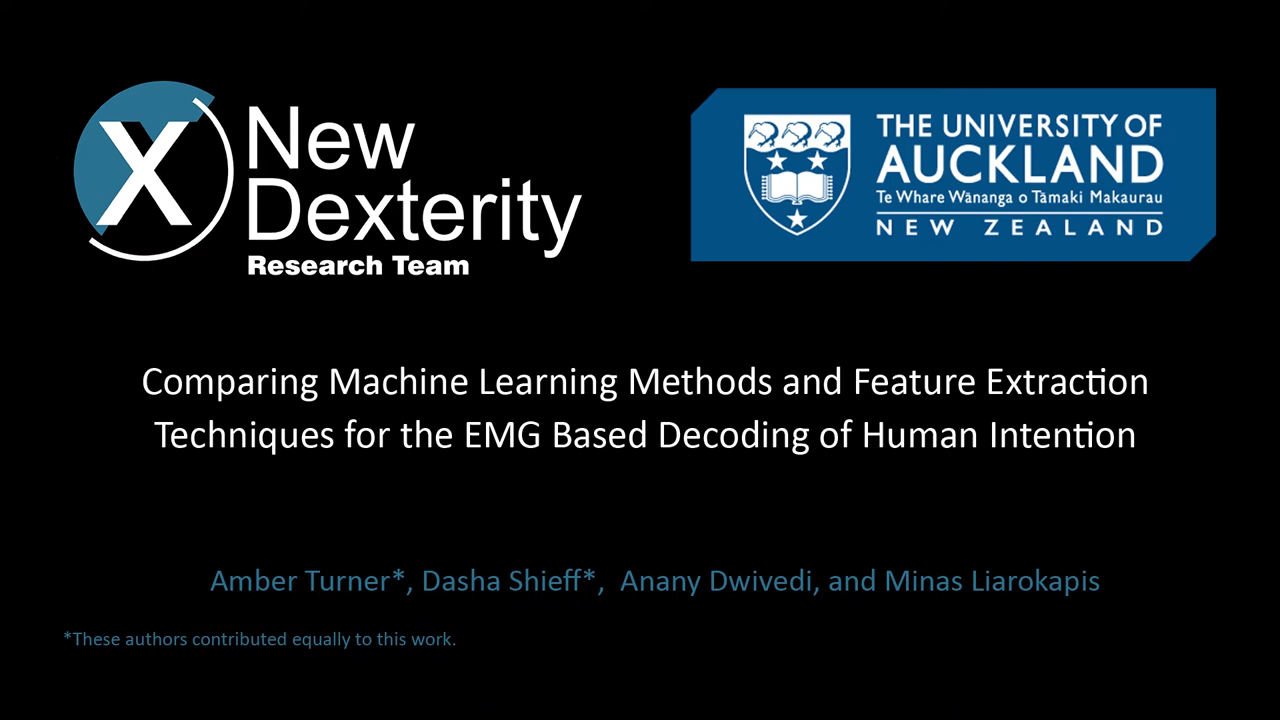 X
New
Dexterity
Research Team
THE UNIVERSITY OF
AUCKLAND
Te Whare Wānanga o Tāmaki Makaurau
NEW ZEALAND
Comparing Machine Learning Methods and Feature Extraction
Techniques for the EMG Based Decoding of Human Intention
Amber Turner*, Dasha Shieff*, Anany Dwivedi, and Minas Liarokapis
*These authors contributed equally to this work.